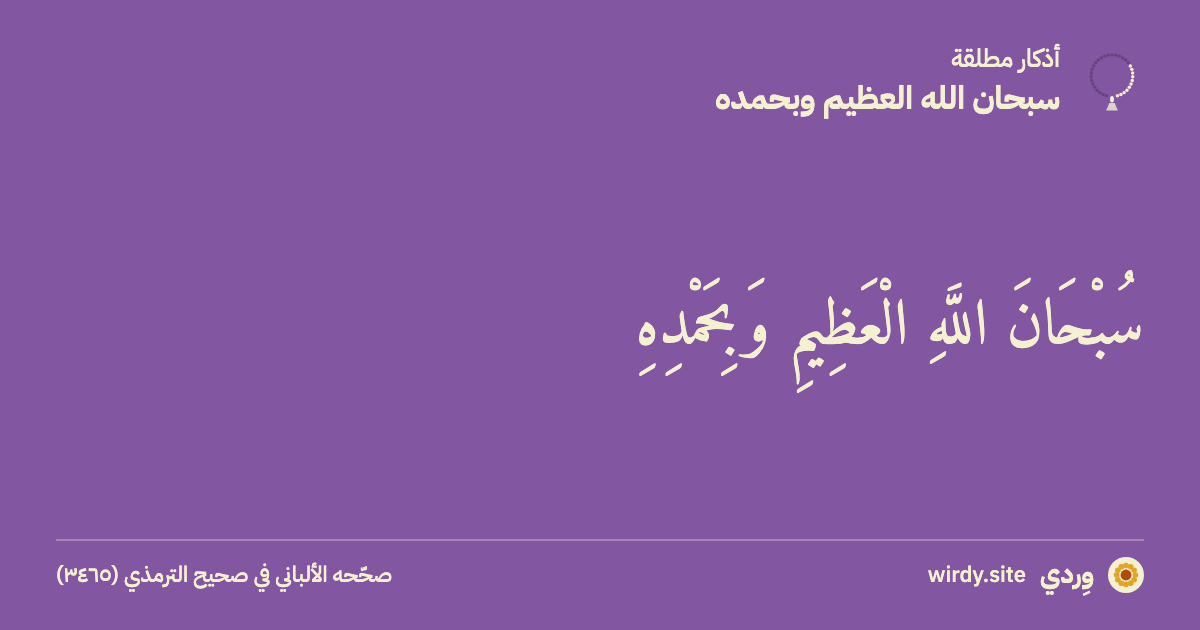 أذكار مطلقة
سبحان الله العظيم وبحمده
سُبْحَانَ اللَّهِ الْعَظِيمِ وَبِحَمْدِهِ
وِردي wirdy.site
صحّحه الألباني في صحيح الترمذي (٣٤٦٥)